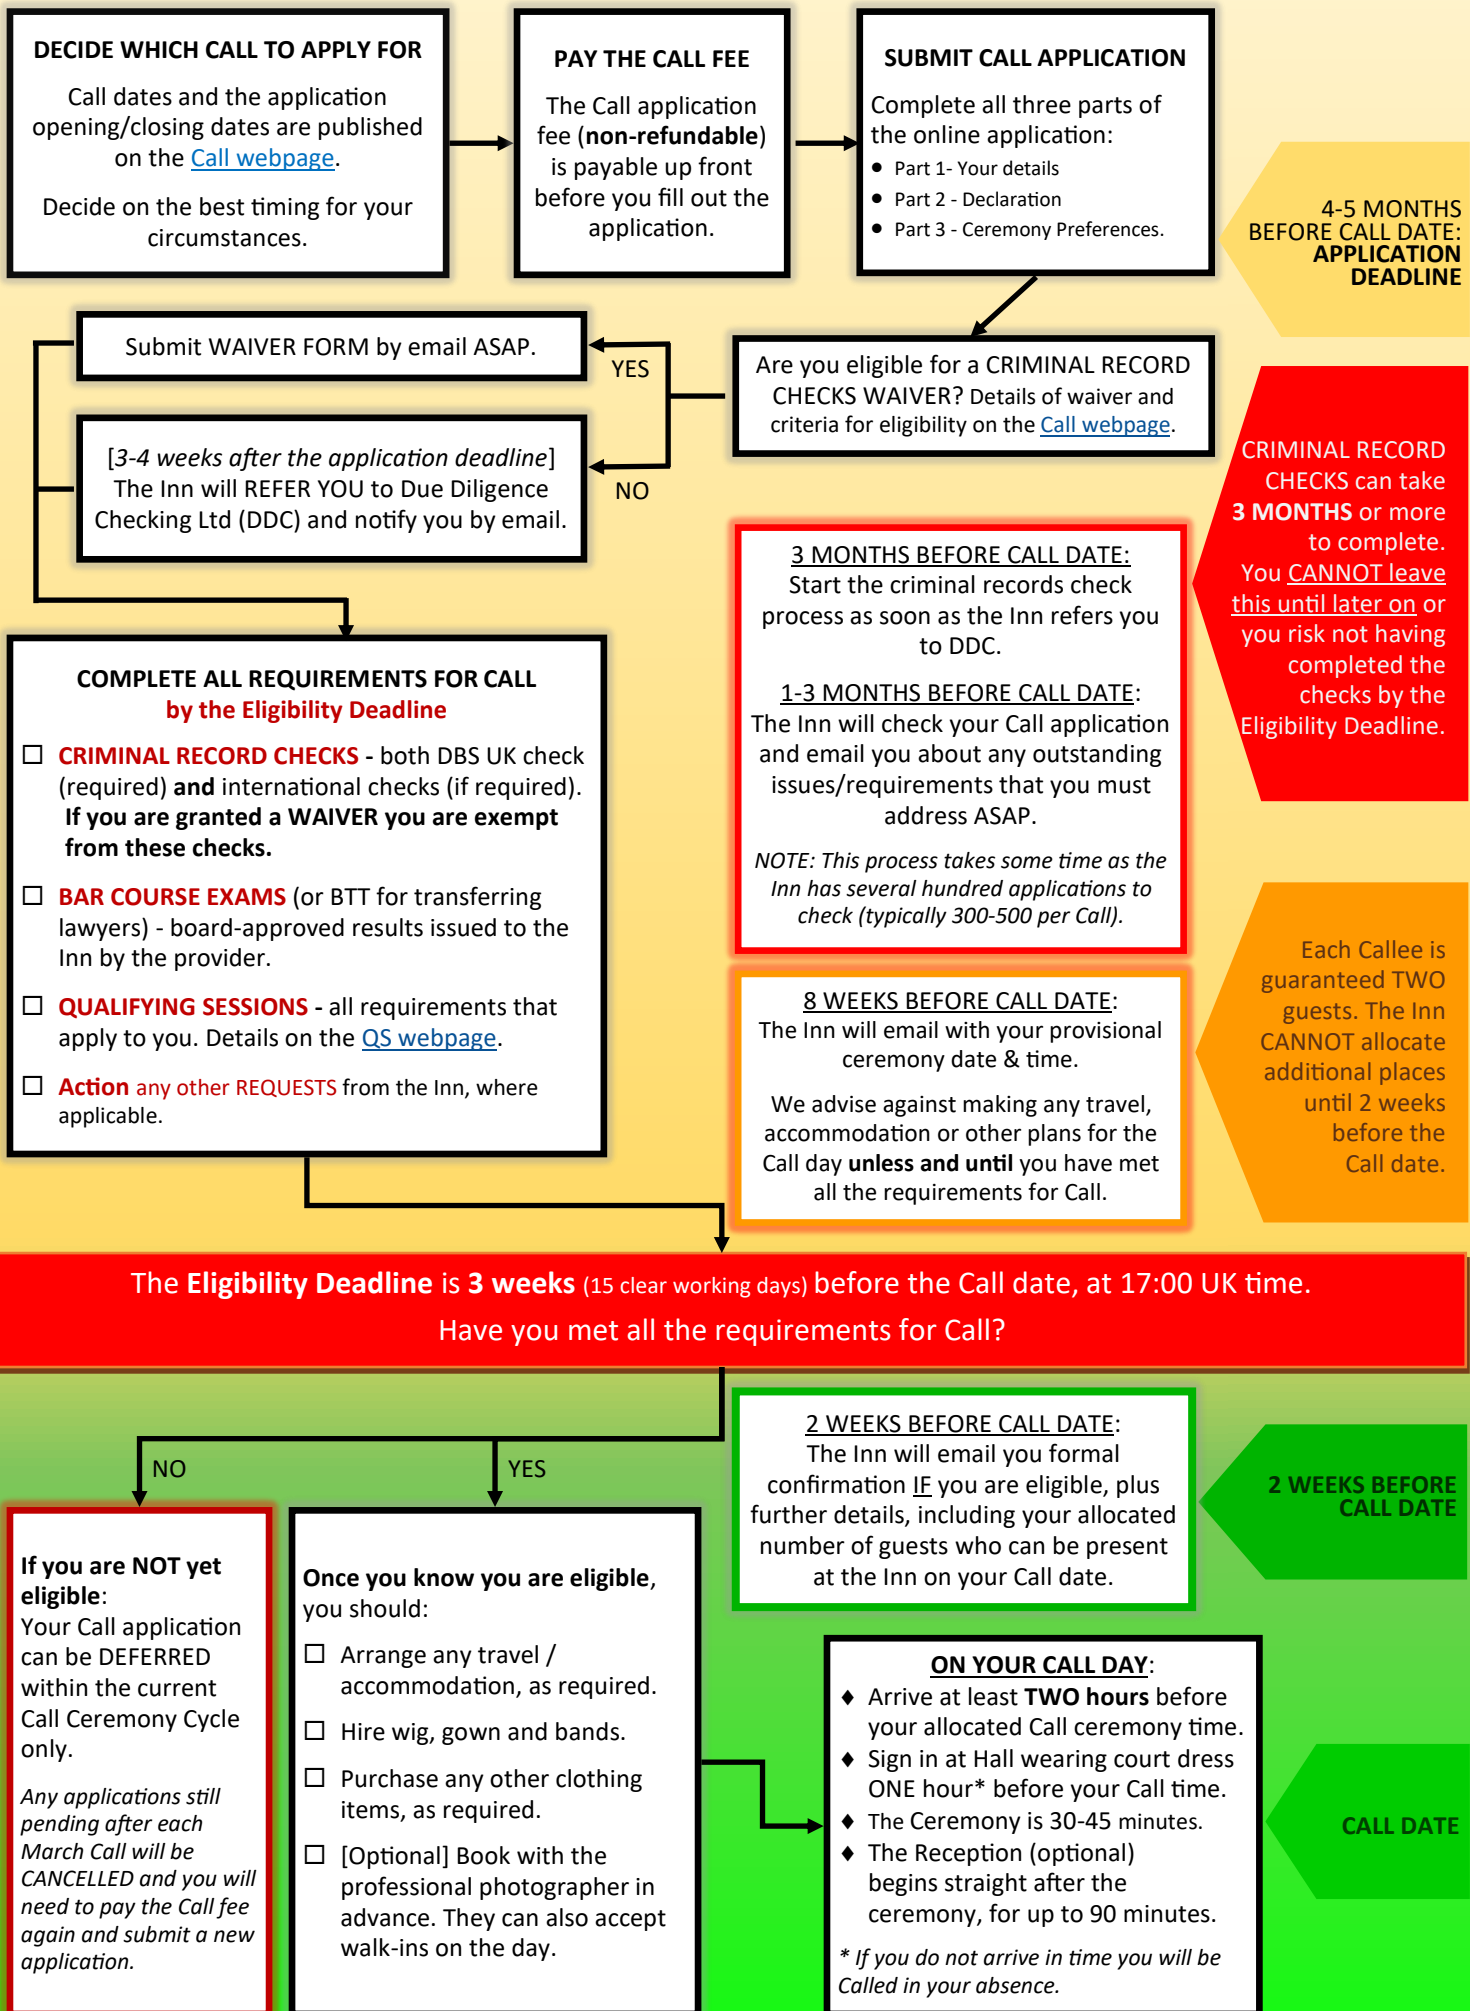 DECIDE WHICH CALL TO APPLY FOR
Call dates and the application
opening/closing dates are published
on the Call webpage.
Decide on the best timing for your
circumstances.
PAY THE CALL FEE
The Call application
fee (non-refundable)
is payable up front
before you fill out the
application.
SUBMIT CALL APPLICATION
Complete all three parts of
the online application:
• Part 1- Your details
• Part 2 - Declaration
• Part 3 - Ceremony Preferences.
4-5 MONTHS
BEFORE CALL DATE:
APPLICATION
DEADLINE
Submit WAIVER FORM by email ASAP.
YES
Are you eligible for a CRIMINAL RECORD
CHECKS WAIVER? Details of waiver and
criteria for eligibility on the Call webpage.
[3-4 weeks after the application deadline]
The Inn will REFER YOU to Due Diligence
Checking Ltd (DDC) and notify you by email.
NO
CRIMINAL RECORD
CHECKS can take
3 MONTHS or more
to complete.
You CANNOT leave
this until later on or
you risk not having
completed the
checks by the
Eligibility Deadline.
3 MONTHS BEFORE CALL DATE:
Start the criminal records check
process as soon as the Inn refers you
to DDC.
1-3 MONTHS BEFORE CALL DATE:
The Inn will check your Call application
and email you about any outstanding
issues/requirements that you must
address ASAP.
NOTE: This process takes some time as the
Inn has several hundred applications to
check (typically 300-500 per Call).
COMPLETE ALL REQUIREMENTS FOR CALL
by the Eligibility Deadline
☐ CRIMINAL RECORD CHECKS - both DBS UK check
(required) and international checks (if required).
If you are granted a WAIVER you are exempt
from these checks.
☐ BAR COURSE EXAMS (or BTT for transferring
lawyers) - board-approved results issued to the
Inn by the provider.
☐ QUALIFYING SESSIONS - all requirements that
apply to you. Details on the QS webpage.
☐ Action any other REQUESTS from the Inn, where
applicable.
8 WEEKS BEFORE CALL DATE:
The Inn will email with your provisional
ceremony date & time.
We advise against making any travel,
accommodation or other plans for the
Call day unless and until you have met
all the requirements for Call.
Each Callee is
guaranteed TWO
guests. The Inn
CANNOT allocate
additional places
until 2 weeks
before the
Call date.
The Eligibility Deadline is 3 weeks (15 clear working days) before the Call date, at 17:00 UK time.
Have you met all the requirements for Call?
NO
YES
2 WEEKS BEFORE CALL DATE:
The Inn will email you formal
confirmation IF you are eligible, plus
further details, including your allocated
number of guests who can be present
at the Inn on your Call date.
2 WEEKS BEFORE
CALL DATE
If you are NOT yet
eligible:
Your Call application
can be DEFERRED
within the current
Call Ceremony Cycle
only.
Any applications still
pending after each
March Call will be
CANCELLED and you will
need to pay the Call fee
again and submit a new
application.
Once you know you are eligible,
you should:
☐ Arrange any travel /
accommodation, as required.
☐ Hire wig, gown and bands.
☐ Purchase any other clothing
items, as required.
☐ [Optional] Book with the
professional photographer in
advance. They can also accept
walk-ins on the day.
ON YOUR CALL DAY:
♦ Arrive at least TWO hours before
your allocated Call ceremony time.
♦ Sign in at Hall wearing court dress
ONE hour* before your Call time.
♦ The Ceremony is 30-45 minutes.
♦ The Reception (optional)
begins straight after the
ceremony, for up to 90 minutes.
* If you do not arrive in time you will be
Called in your absence.
CALL DATE